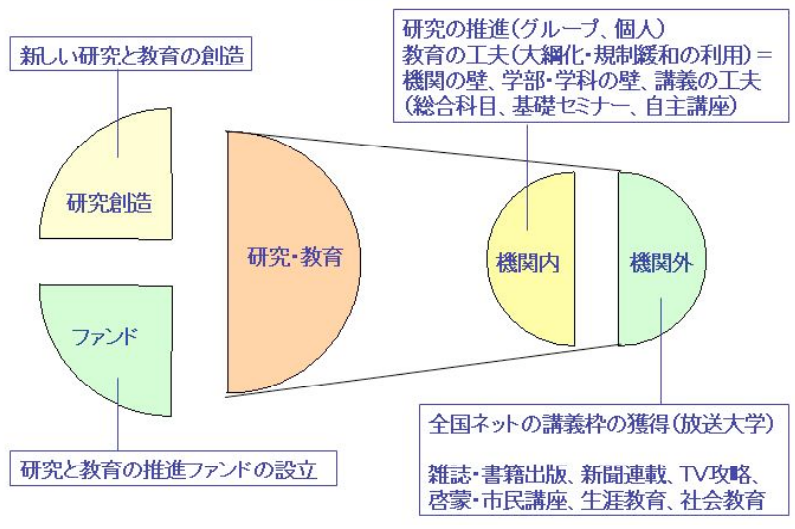 新しい研究と教育の創造
研究の推進(グループ、個人)
教育の工夫(大綱化・規制緩和の利用)=
機関の壁、学部・学科の壁、講義の工夫
(総合科目、基礎セミナー、自主講座)
研究創造
研究・教育
機関内
機関外
ファンド
研究と教育の推進ファンドの設立
全国ネットの講義枠の獲得(放送大学)
雑誌・書籍出版、新聞連載、TV攻略、
啓蒙・市民講座、生涯教育、社会教育